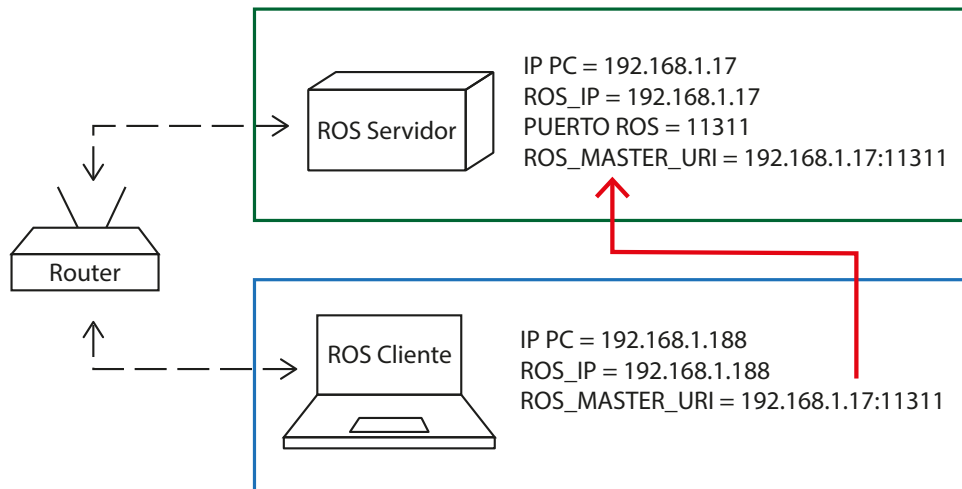 IP PC = 192.168.1.17
ROS_IP = 192.168.1.17
PUERTO ROS = 11311
ROS_MASTER_URI = 192.168.1.17:11311
ROS Servidor
Router
ROS Cliente
IP PC = 192.168.1.188
ROS_IP = 192.168.1.188
ROS_MASTER_URI = 192.168.1.17:11311